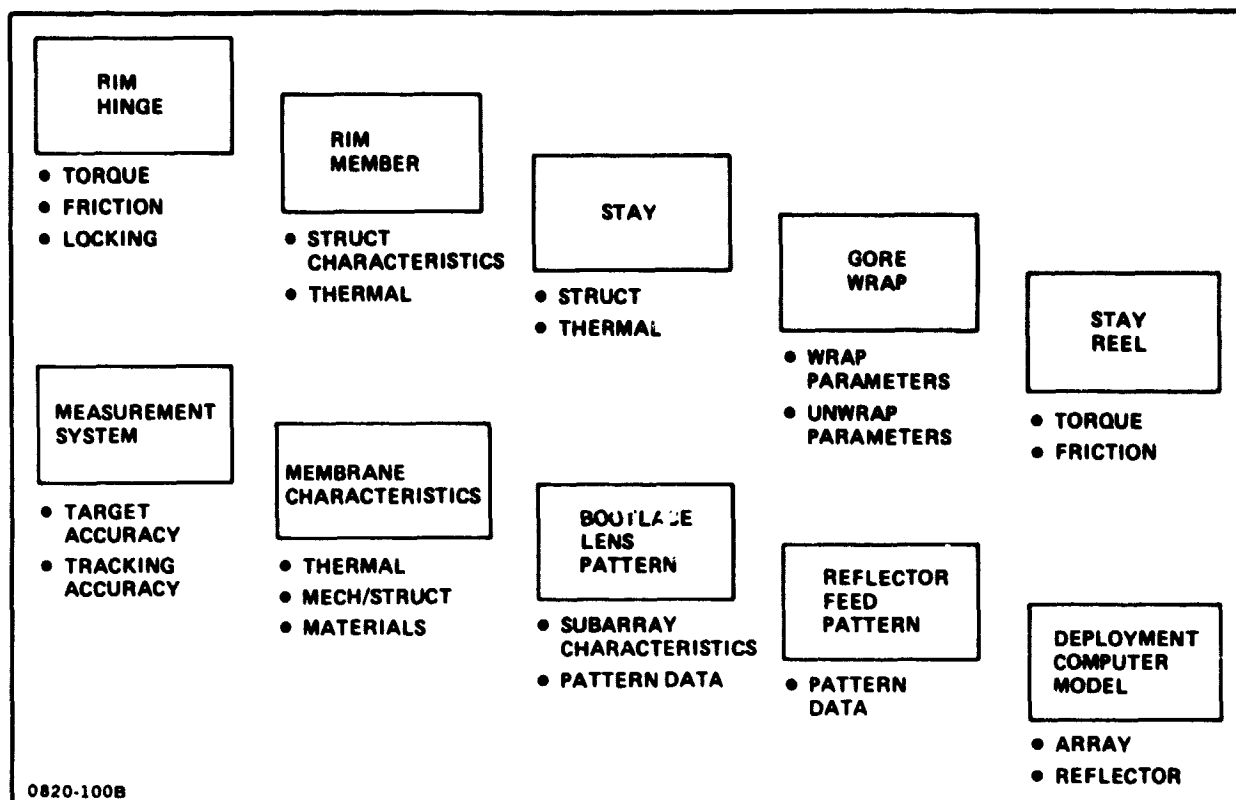 RIM
HINGE
• TORQUE
• FRICTION
• LOCKING
RIM
MEMBER
• STRUCT
CHARACTERISTICS
• THERMAL
STAY
• STRUCT
• THERMAL
GORE
WRAP
• WRAP
PARAMETERS
• UNWRAP
PARAMETERS
STAY
REEL
• TORQUE
• FRICTION
MEASUREMENT
SYSTEM
• TARGET
ACCURACY
• TRACKING
ACCURACY
MEMBRANE
CHARACTERISTICS
• THERMAL
• MECH/STRUCT
• MATERIALS
BOOTLACE
LENS
PATTERN
• SUBARRAY
CHARACTERISTICS
• PATTERN DATA
REFLECTOR
FEED
PATTERN
• PATTERN
DATA
DEPLOYMENT
COMPUTER
MODEL
• ARRAY
• REFLECTOR
0820-100B